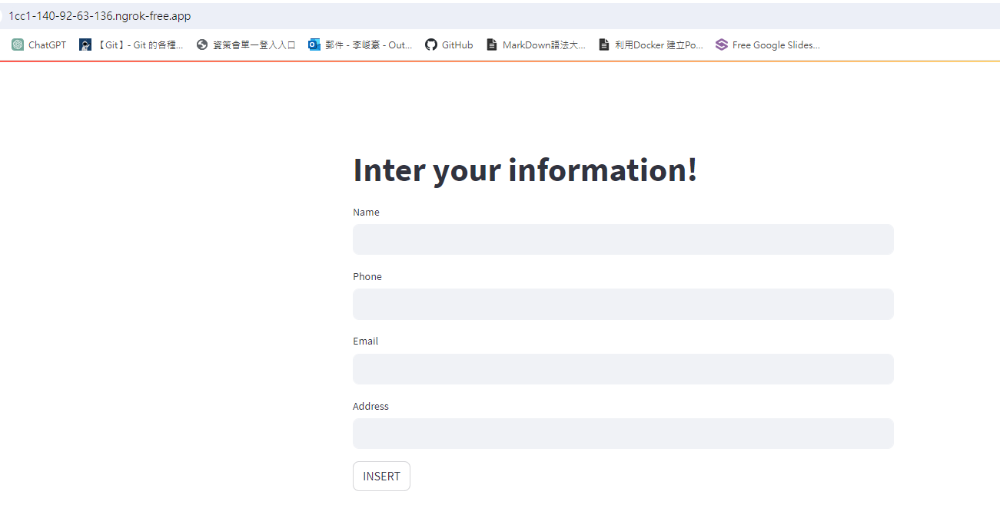 1cc1-140-92-63-136.ngrok-free.app
ChatGPT 【Git】- Git 的各種... 資策會單一登入入口 郵件 - 李峻豪 - Out... GitHub MarkDown語法大... 利用Docker 建立Po... Free Google Slides...
Inter your information!
Name
Phone
Email
Address
INSERT